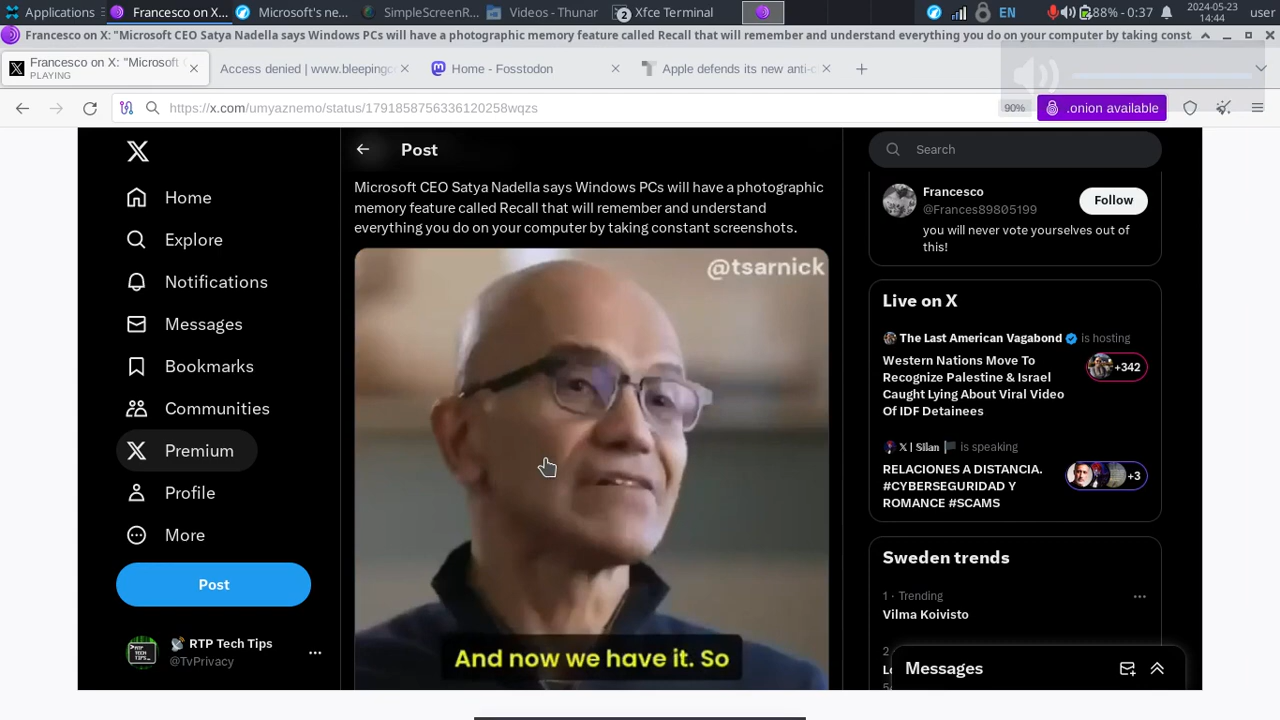 Applications
Francesco on X...
Microsoft's ne...
SimpleScreenR...
Videos - Thunar
2 Xfce Terminal
EN
88% - 0:37
2024-05-23
14:44
user
Francesco on X: "Microsoft CEO Satya Nadella says Windows PCs will have a photographic memory feature called Recall that will remember and understand everything you do on your computer by taking const
Francesco on X: "Microsoft
PLAYING
Access denied | www.bleepingc
Home - Fosstodon
Apple defends its new anti-c
https://x.com/umyaznemo/status/1791858756336120258wqzs
90%
.onion available
Home
Explore
Notifications
Messages
Bookmarks
Communities
Premium
Profile
More
Post
RTP Tech Tips
@TvPrivacy
Post
Microsoft CEO Satya Nadella says Windows PCs will have a photographic
memory feature called Recall that will remember and understand
everything you do on your computer by taking constant screenshots.
@tsarnick
And now we have it. So
Search
Francesco
@Frances89805199
Follow
you will never vote yourselves out of
this!
Live on X
The Last American Vagabond is hosting
Western Nations Move To
Recognize Palestine & Israel
Caught Lying About Viral Video
Of IDF Detainees
+342
X | Silan is speaking
RELACIONES A DISTANCIA.
#CYBERSEGURIDAD Y
ROMANCE #SCAMS
+3
Sweden trends
1 · Trending
Vilma Koivisto
2
Messages